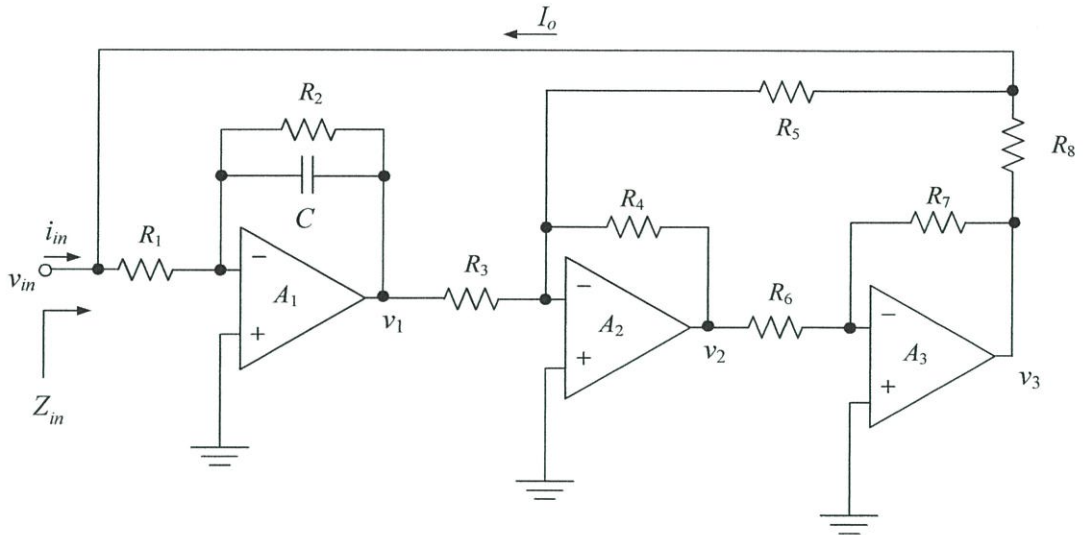 I_o
R_2
R_5
R_8
C
R_4
R_7
i_in
R_1
R_3
R_6
v_in
−
A_1
+
v_1
−
A_2
+
v_2
−
A_3
+
v_3
Z_in